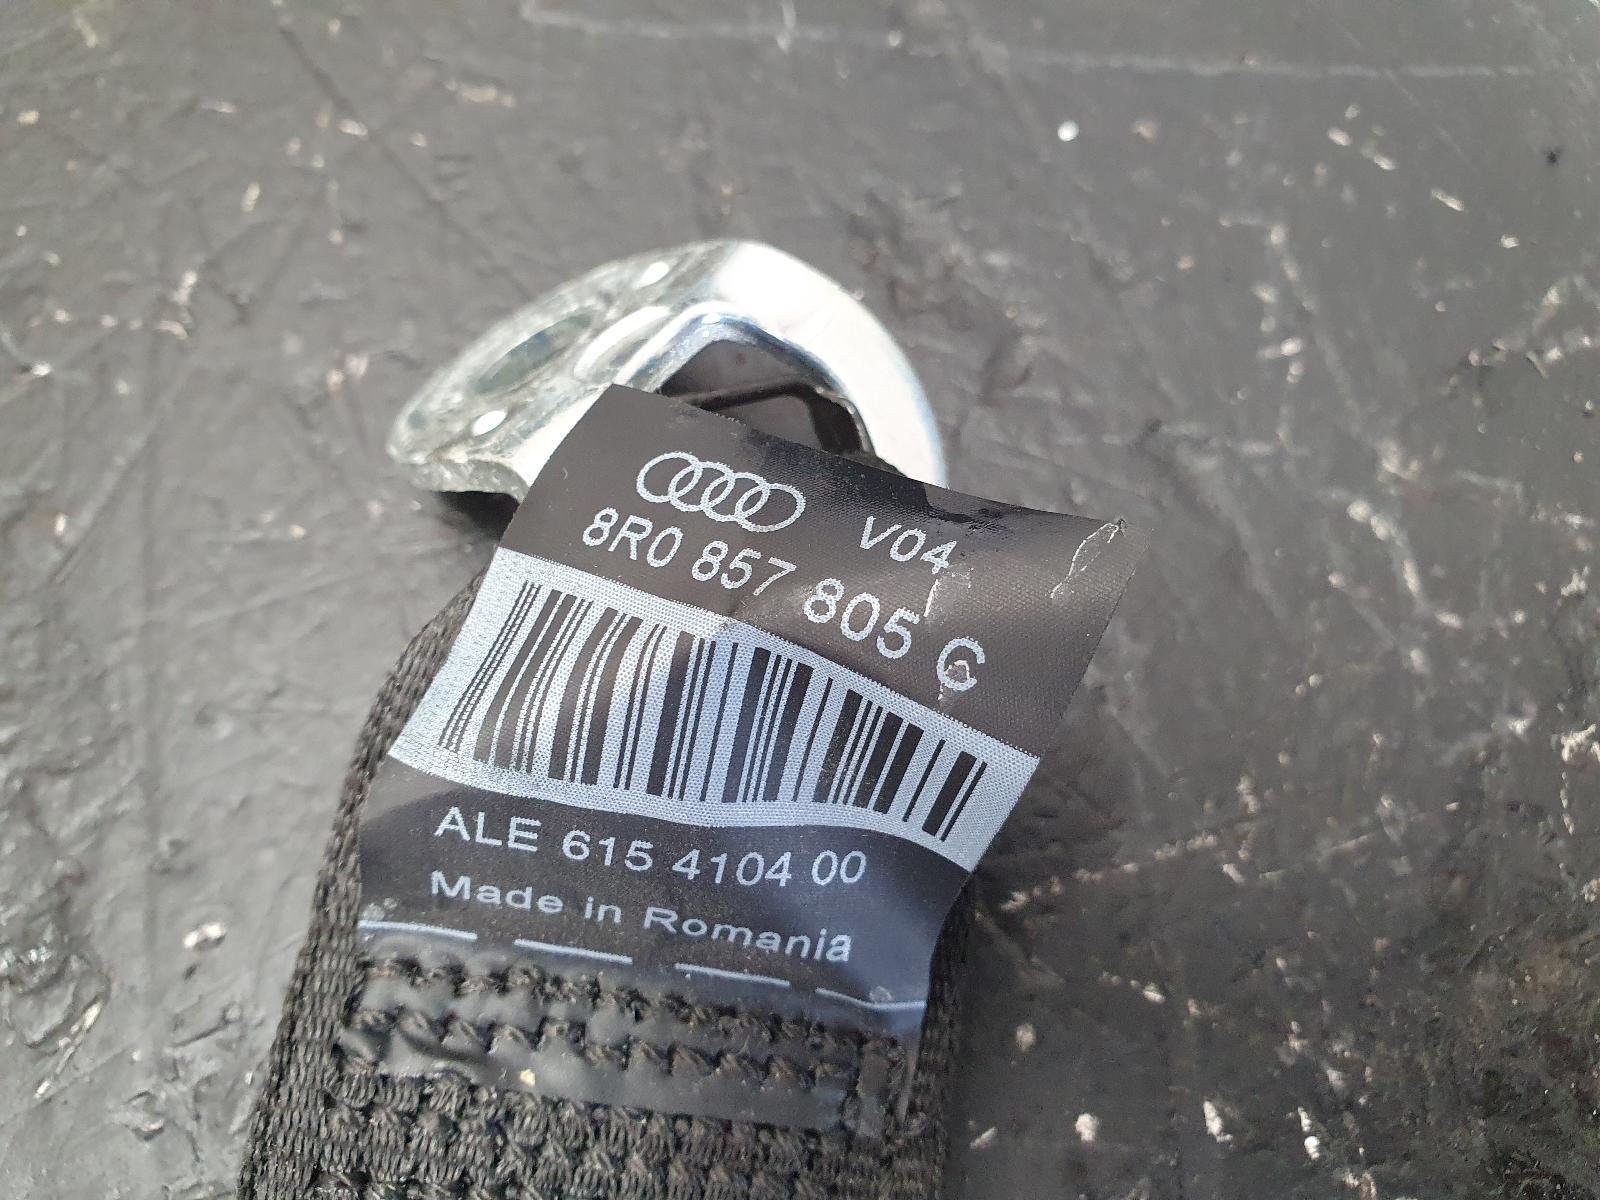 V04
8R0 857 805 G
ALE 615 4104 00
Made in Romania